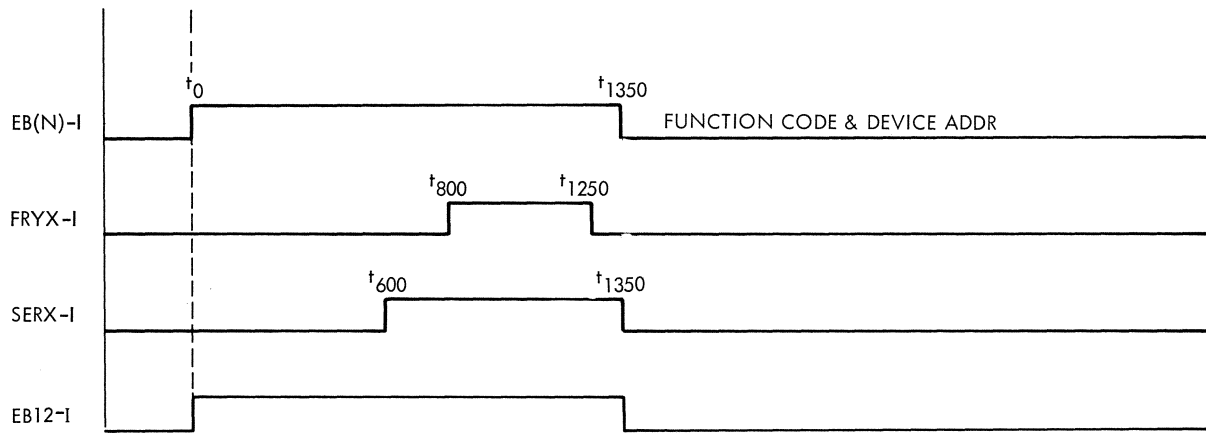 t0 t1350
EB(N)-I FUNCTION CODE & DEVICE ADDR
t800 t1250
FRYX-I
t600 t1350
SERX-I
EB12-I